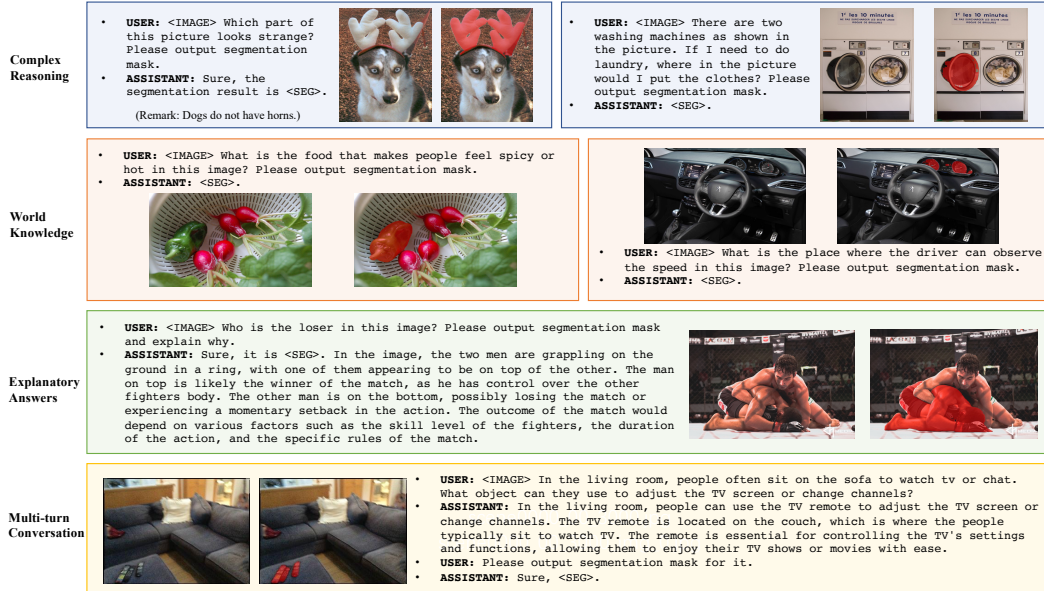 Complex
Reasoning
• USER: <IMAGE> Which part of
this picture looks strange?
Please output segmentation
mask.
• ASSISTANT: Sure, the
segmentation result is <SEG>.
(Remark: Dogs do not have horns.)
• USER: <IMAGE> There are two
washing machines as shown in
the picture. If I need to do
laundry, where in the picture
would I put the clothes? Please
output segmentation mask.
• ASSISTANT: <SEG>.
1" les 10 minutes
1" les 10 minutes
World
Knowledge
• USER: <IMAGE> What is the food that makes people feel spicy or
hot in this image? Please output segmentation mask.
• ASSISTANT: <SEG>.
• USER: <IMAGE> What is the place where the driver can observe
the speed in this image? Please output segmentation mask.
• ASSISTANT: <SEG>.
Explanatory
Answers
• USER: <IMAGE> Who is the loser in this image? Please output segmentation mask
and explain why.
• ASSISTANT: Sure, it is <SEG>. In the image, the two men are grappling on the
ground in a ring, with one of them appearing to be on top of the other. The man
on top is likely the winner of the match, as he has control over the other
fighters body. The other man is on the bottom, possibly losing the match or
experiencing a momentary setback in the action. The outcome of the match would
depend on various factors such as the skill level of the fighters, the duration
of the action, and the specific rules of the match.
Multi-turn
Conversation
• USER: <IMAGE> In the living room, people often sit on the sofa to watch tv or chat.
What object can they use to adjust the TV screen or change channels?
• ASSISTANT: In the living room, people can use the TV remote to adjust the TV screen or
change channels. The TV remote is located on the couch, which is where the people
typically sit to watch TV. The remote is essential for controlling the TV's settings
and functions, allowing them to enjoy their TV shows or movies with ease.
• USER: Please output segmentation mask for it.
• ASSISTANT: Sure, <SEG>.